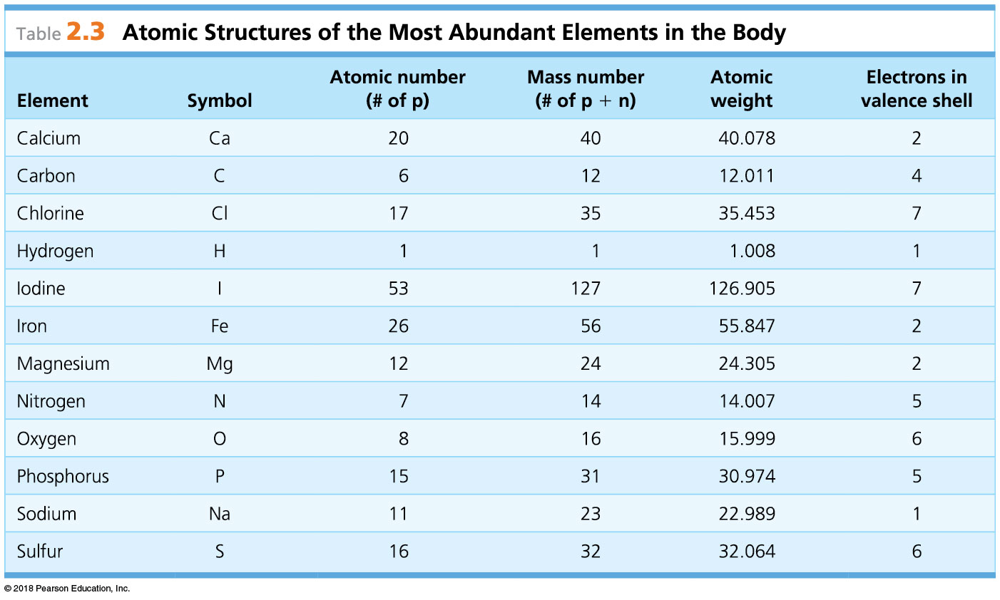 Table 2.3 Atomic Structures of the Most Abundant Elements in the Body
Element Symbol Atomic number (# of p) Mass number (# of p + n) Atomic weight Electrons in valence shell
Calcium Ca 20 40 40.078 2
Carbon C 6 12 12.011 4
Chlorine Cl 17 35 35.453 7
Hydrogen H 1 1 1.008 1
Iodine I 53 127 126.905 7
Iron Fe 26 56 55.847 2
Magnesium Mg 12 24 24.305 2
Nitrogen N 7 14 14.007 5
Oxygen O 8 16 15.999 6
Phosphorus P 15 31 30.974 5
Sodium Na 11 23 22.989 1
Sulfur S 16 32 32.064 6
© 2018 Pearson Education, Inc.